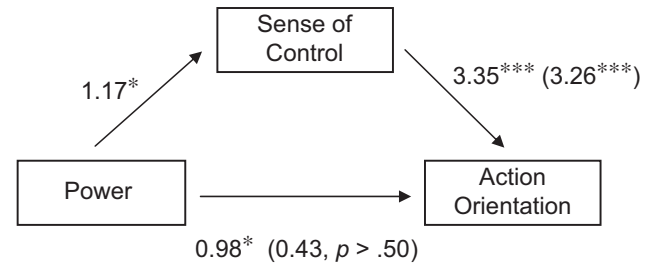 Sense of
Control
1.17*
3.35*** (3.26***)
Power
Action
Orientation
0.98* (0.43, p > .50)